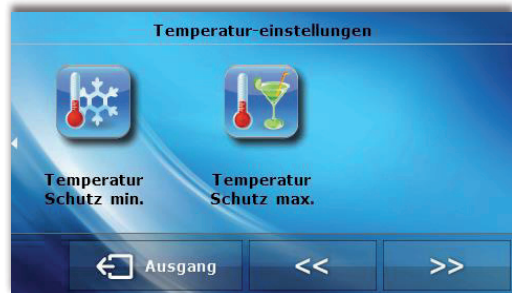 Temperatur-einstellungen
Temperatur
Schutz min.
Temperatur
Schutz max.
Ausgang
<<
>>